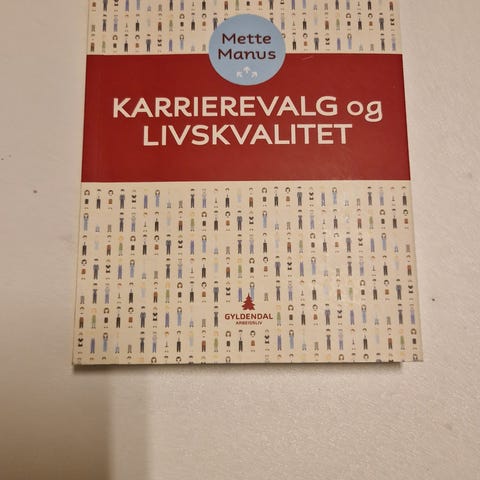 Mette
Manus
KARRIEREVALG og
LIVSKVALITET
GYLDENDAL
ARBEIDSLIV